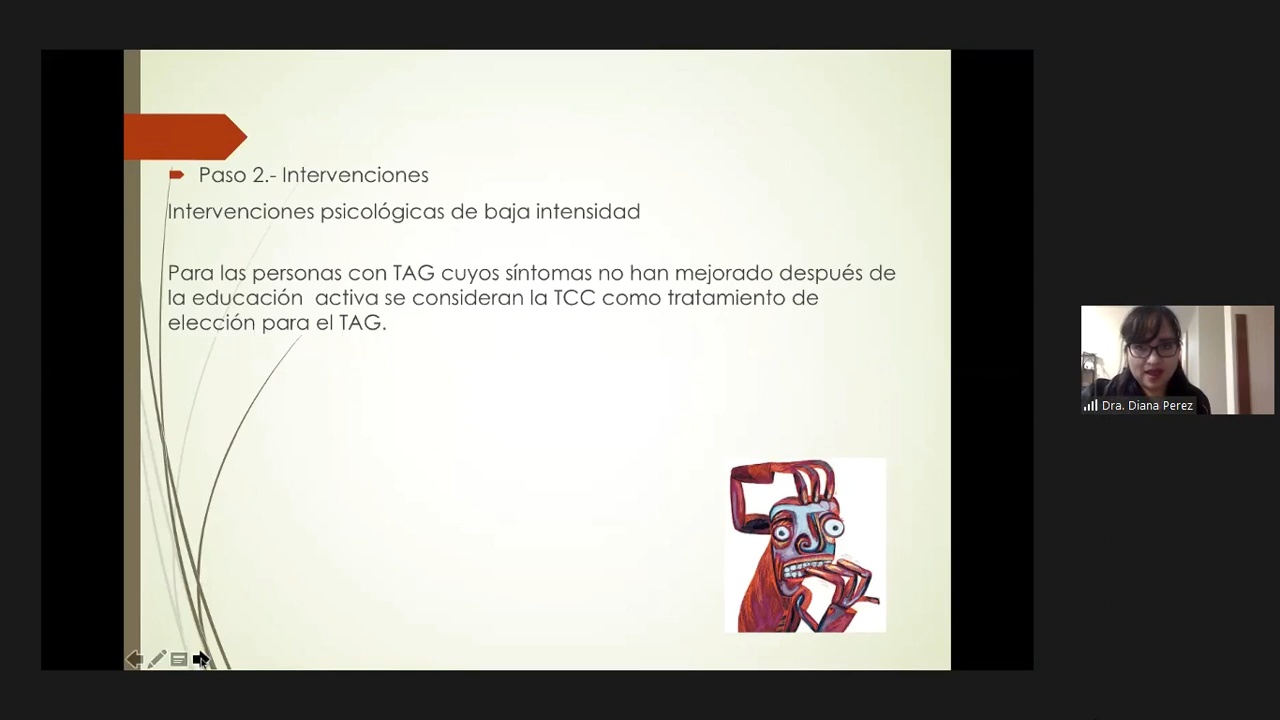 Paso 2.- Intervenciones
Intervenciones psicológicas de baja intensidad
Para las personas con TAG cuyos síntomas no han mejorado después de
la educación activa se consideran la TCC como tratamiento de
elección para el TAG.
Dra. Diana Perez